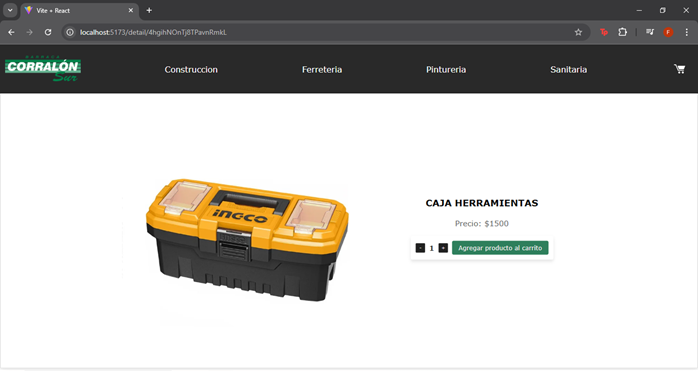 Vite + React
localhost:5173/detail/4hgihNOnTj8TPavnRmkL
F
CORRALÓN
Sur
Construccion
Ferreteria
Pintureria
Sanitaria
INGCO
CAJA HERRAMIENTAS
Precio: $1500
- 1 +
Agregar producto al carrito